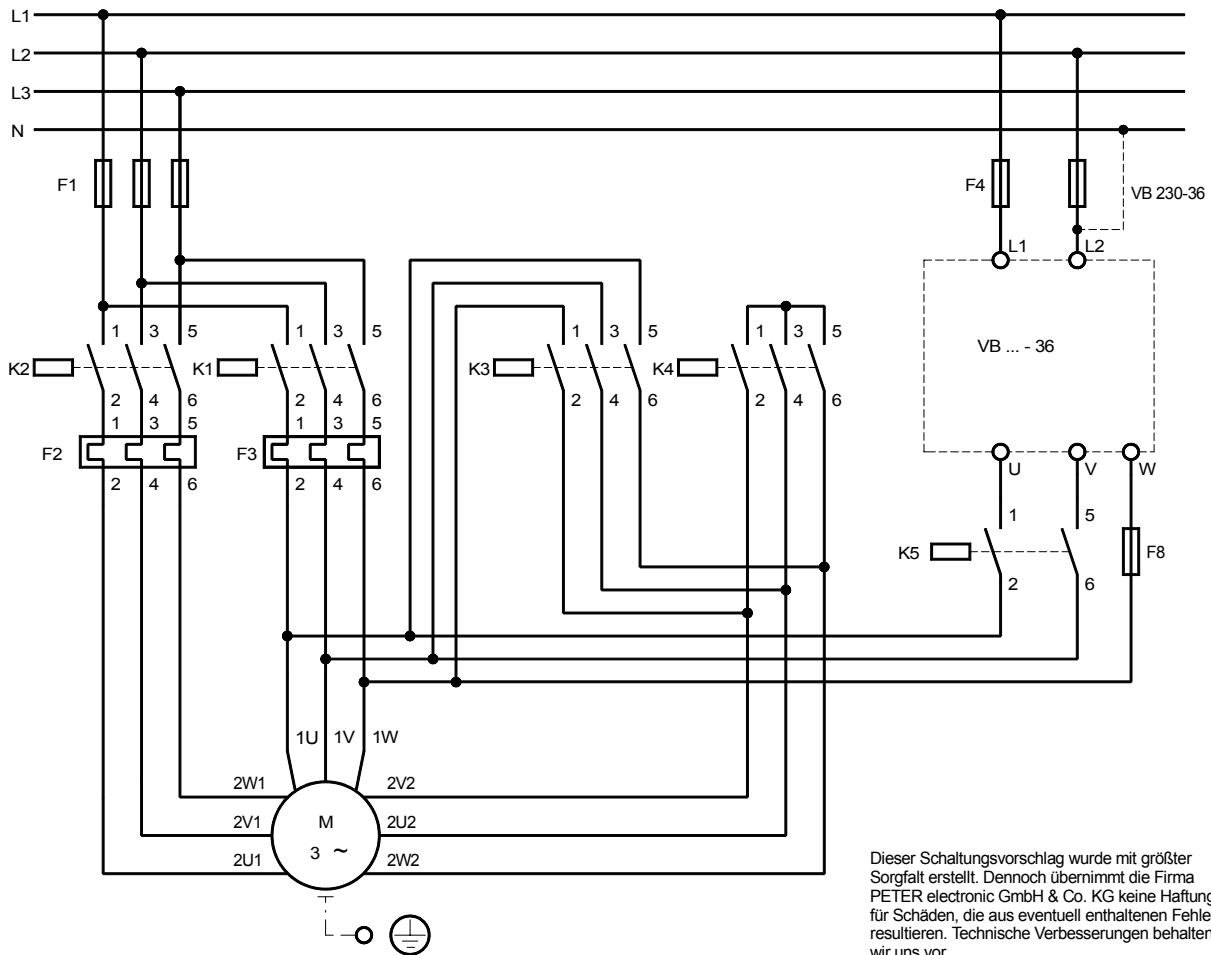 L1
L2
L3
N
F1
F4
VB 230-36
L1 L2
1 3 5 1 3 5 1 3 5 1 3 5
K2 K1 K3 K4
VB ... - 36
2 4 6 2 4 6 2 4 6 2 4 6
1 3 5 1 3 5
F2 F3
2 4 6 2 4 6
U V W
1 5
K5 F8
2 6
1U 1V 1W
2W1 2V2
2V1 M 2U2
3 ~
2U1 2W2
Dieser Schaltungsvorschlag wurde mit größter
Sorgfalt erstellt. Dennoch übernimmt die Firma
PETER electronic GmbH & Co. KG keine Haftung
für Schäden, die aus eventuell enthaltenen Fehle
resultieren. Technische Verbesserungen behalten
wir uns vor